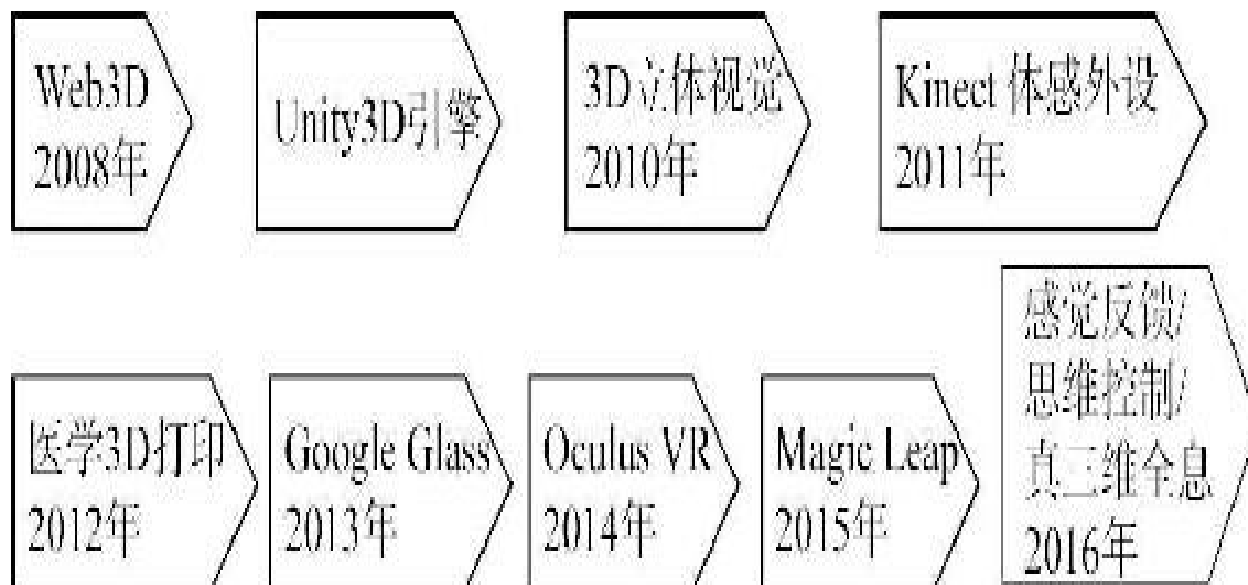 Web3D
2008年
Unity3D引擎
3D立体视觉
2010年
Kinect 体感外设
2011年
医学3D打印
2012年
Google Glass
2013年
Oculus VR
2014年
Magic Leap
2015年
感觉反馈/
思维控制/
真三维全息
2016年